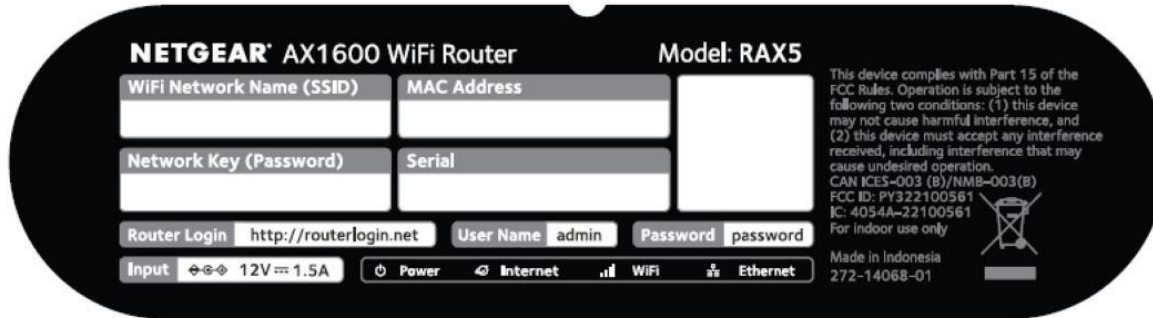 NETGEAR® AX1600 WiFi Router
Model: RAX5
WiFi Network Name (SSID)
MAC Address
Network Key (Password)
Serial
Router Login http://routerlogin.net
User Name admin
Password password
Input 12V⎓1.5A
Power
Internet
WiFi
Ethernet
This device complies with Part 15 of the
FCC Rules. Operation is subject to the
following two conditions: (1) this device
may not cause harmful interference, and
(2) this device must accept any interference
received, including interference that may
cause undesired operation.
CAN ICES-003 (B)/NMB-003(B)
FCC ID: PY322100561
IC: 4054A-22100561
For indoor use only
Made in Indonesia
272-14068-01